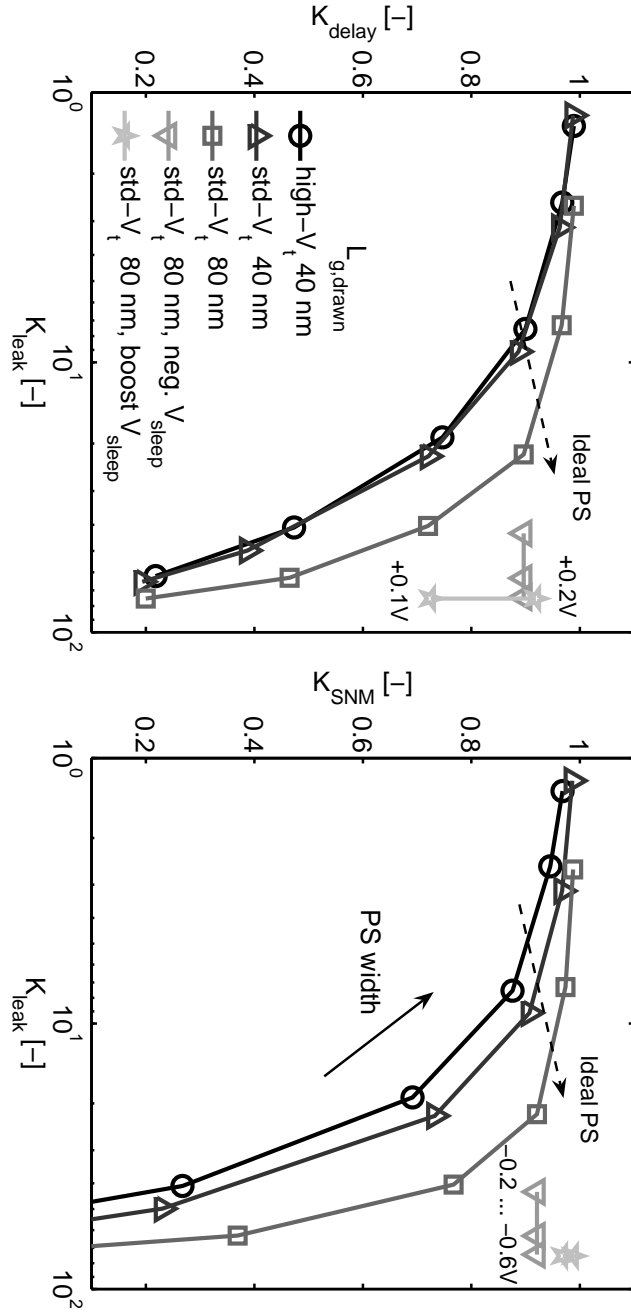 K_delay [–]
1
0.8
0.6
0.4
0.2
10^0
10^1
10^2
K_leak [–]
L_g,drawn
high–V_t 40 nm
std–V_t 40 nm
std–V_t 80 nm
std–V_t 80 nm, neg. V_sleep
std–V_t 80 nm, boost V_sleep
Ideal PS
+0.2V
+0.1V
K_SNM [–]
1
0.8
0.6
0.4
0.2
10^0
10^1
10^2
K_leak [–]
PS width
Ideal PS
–0.2 ... –0.6V